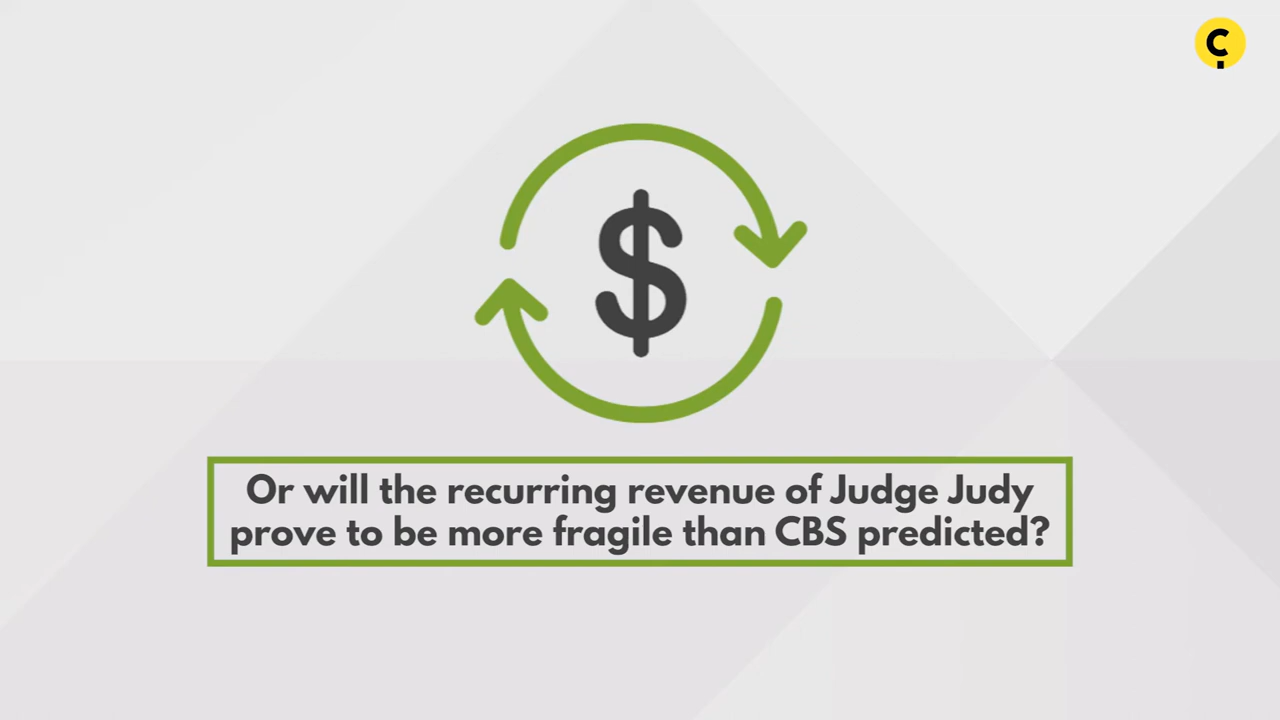 $
Or will the recurring revenue of Judge Judy
prove to be more fragile than CBS predicted?